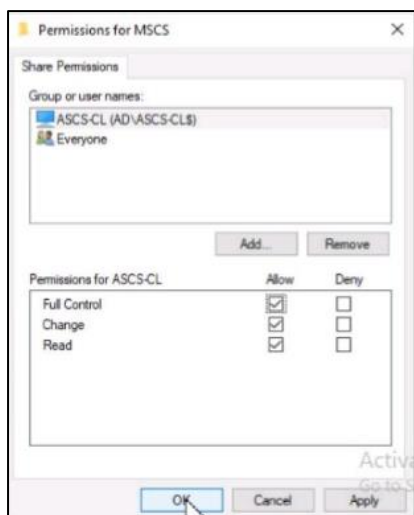 Permissions for MSCS
Share Permissions
Group or user names:
ASCS-CL (AD\ASCS-CL$)
Everyone
Add...
Remove
Permissions for ASCS-CL
Allow
Deny
Full Control
Change
Read
Activa
Go to S
OK
Cancel
Apply